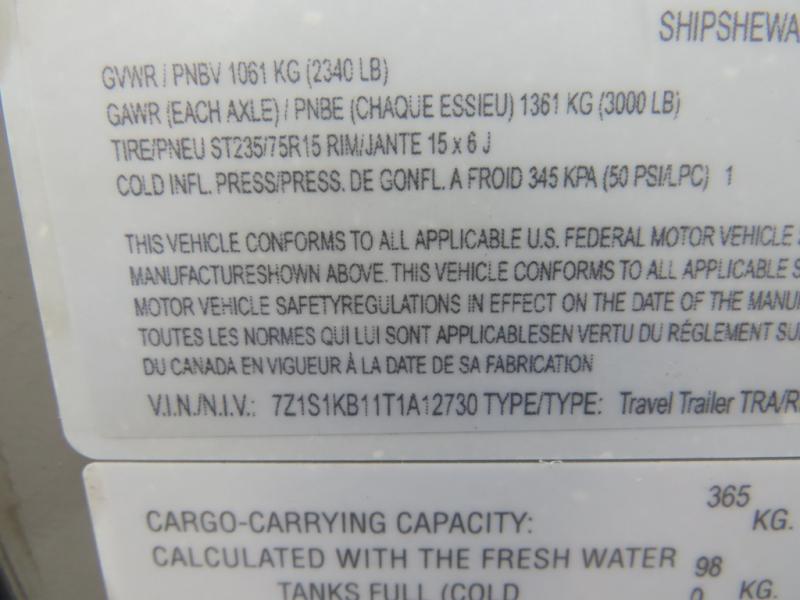 SHIPSHEWA
GVWR / PNBV 1061 KG (2340 LB)
GAWR (EACH AXLE) / PNBE (CHAQUE ESSIEU) 1361 KG (3000 LB)
TIRE/PNEU ST235/75R15 RIM/JANTE 15 x 6 J
COLD INFL. PRESS/PRESS. DE GONFL. A FROID 345 KPA (50 PSI/LPC) 1
THIS VEHICLE CONFORMS TO ALL APPLICABLE U.S. FEDERAL MOTOR VEHICLE
MANUFACTURESHOWN ABOVE. THIS VEHICLE CONFORMS TO ALL APPLICABLE S
MOTOR VEHICLE SAFETYREGULATIONS IN EFFECT ON THE DATE OF THE MANU
TOUTES LES NORMES QUI LUI SONT APPLICABLESEN VERTU DU RÉGLEMENT SU
DU CANADA EN VIGUEUR À LA DATE DE SA FABRICATION
V.I.N./N.I.V.: 7Z1S1KB11T1A12730 TYPE/TYPE: Travel Trailer TRA/R
CARGO-CARRYING CAPACITY: 365 KG.
CALCULATED WITH THE FRESH WATER 98
TANKS FULL (COLD 0 KG.